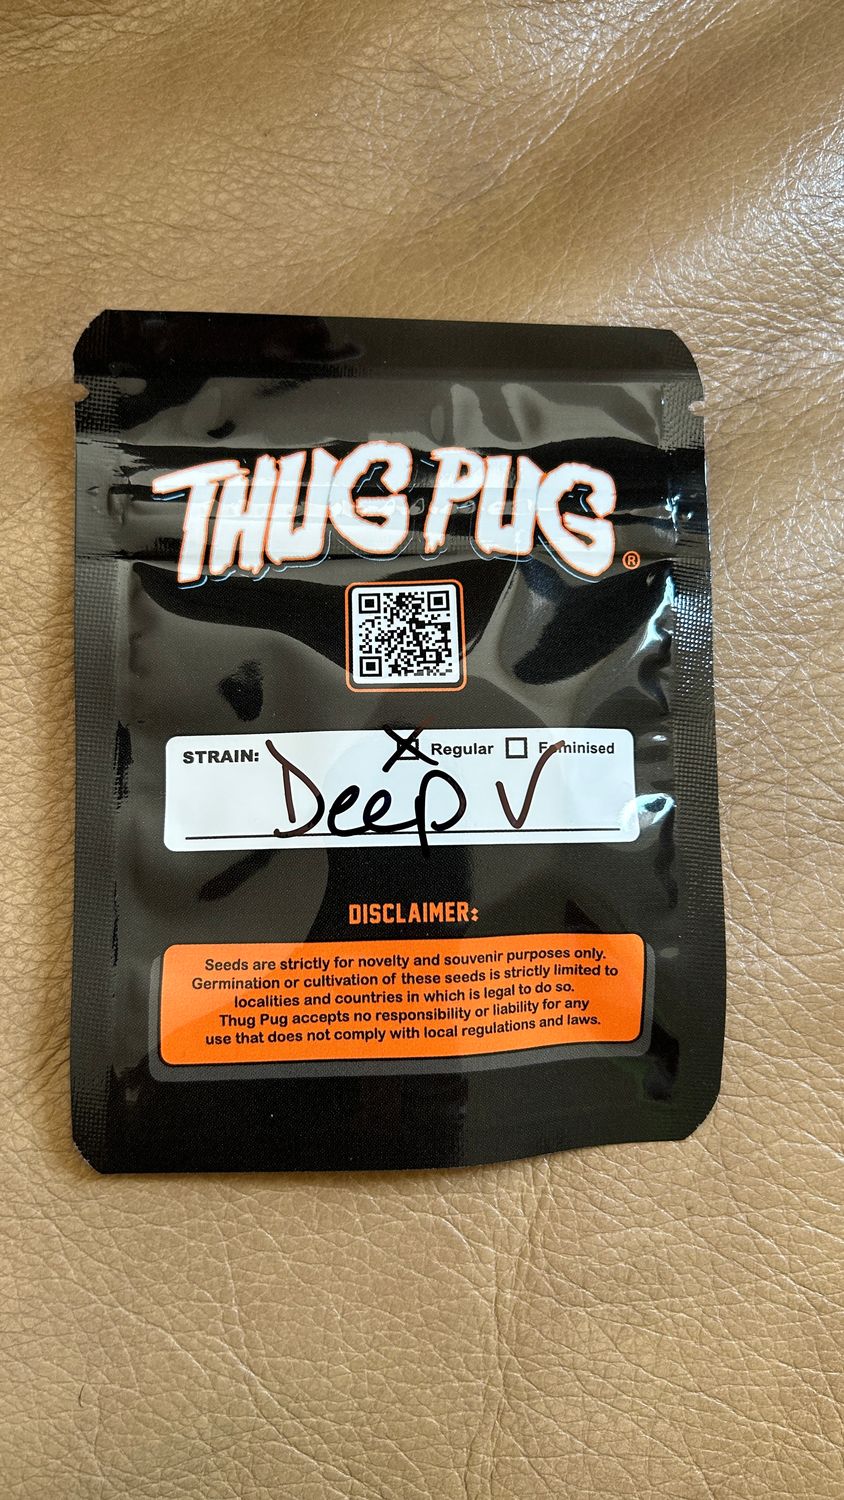 THUG PUG
®
STRAIN: Regular Feminised
Deep V
DISCLAIMER:
Seeds are strictly for novelty and souvenir purposes only.
Germination or cultivation of these seeds is strictly limited to
localities and countries in which is legal to do so.
Thug Pug accepts no responsibility or liability for any
use that does not comply with local regulations and laws.